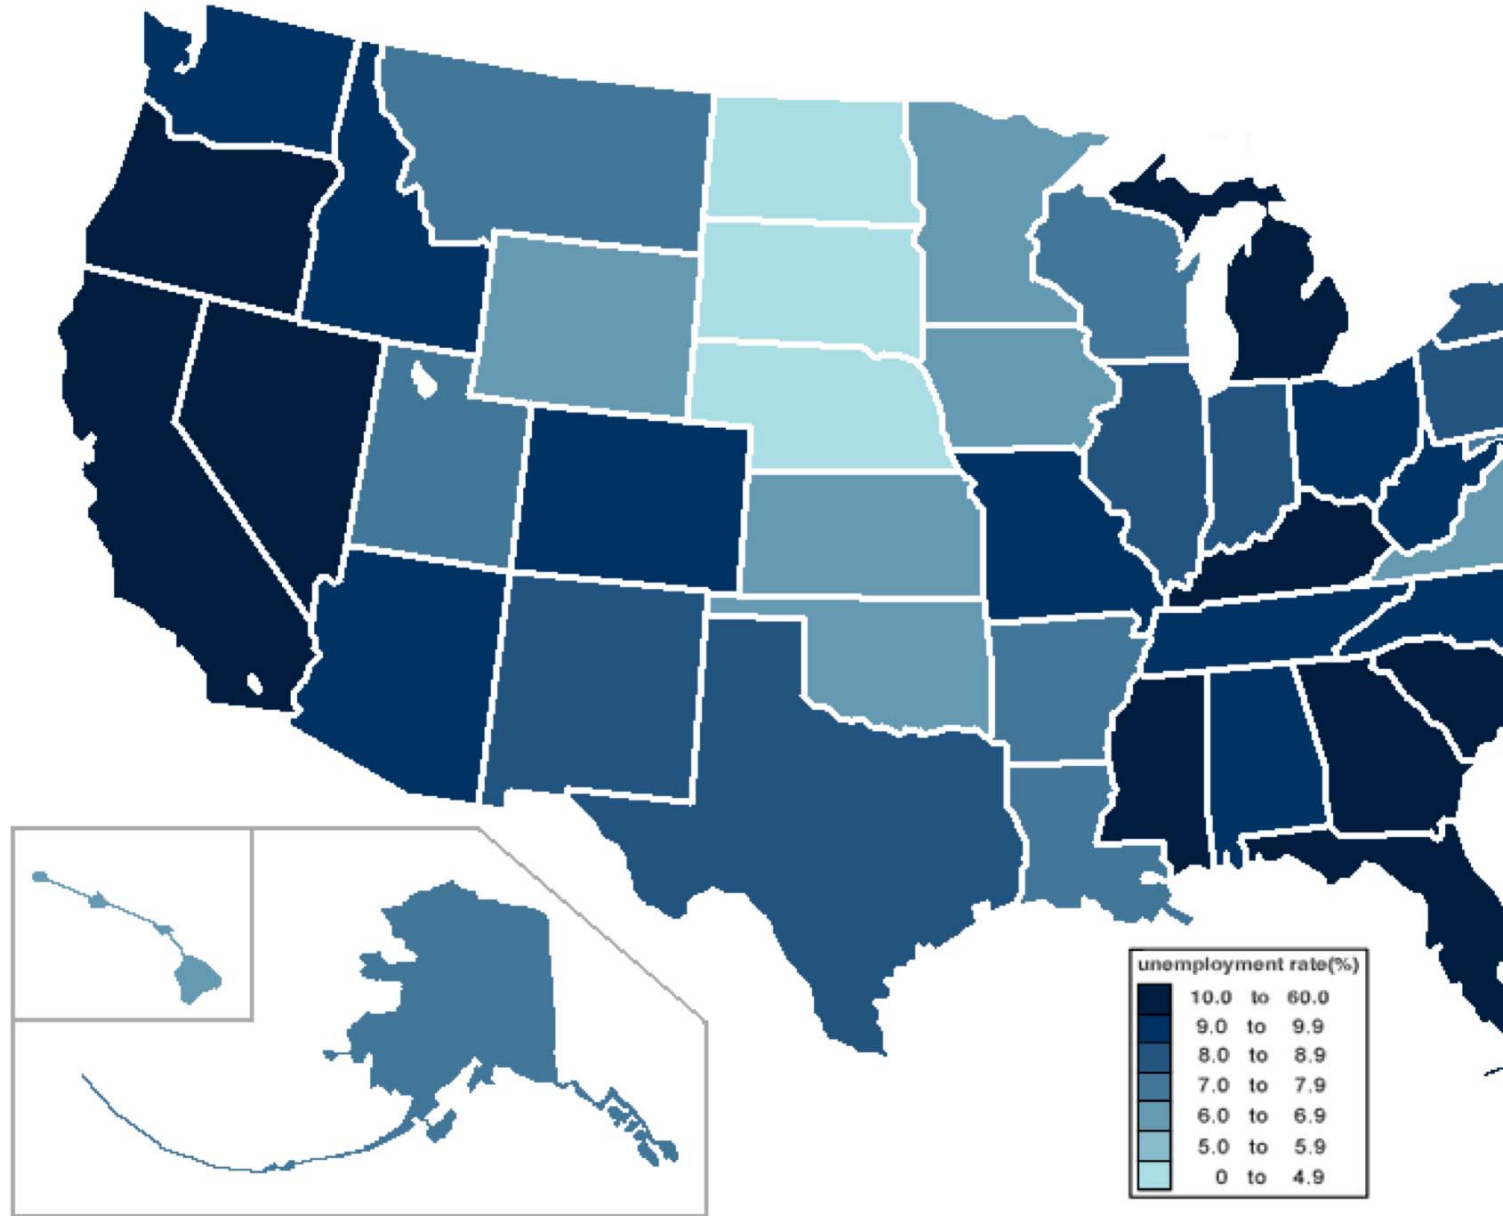 unemployment rate(%)
10.0 to 60.0
9.0 to 9.9
8.0 to 8.9
7.0 to 7.9
6.0 to 6.9
5.0 to 5.9
0 to 4.9